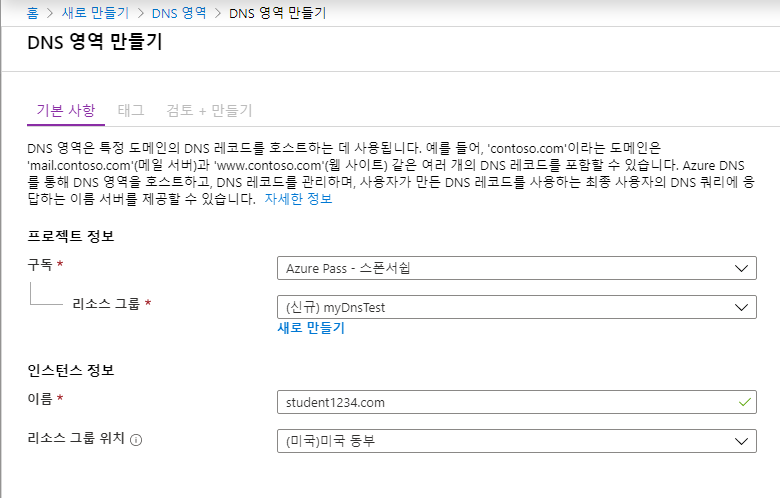 홈 > 새로 만들기 > DNS 영역 > DNS 영역 만들기
DNS 영역 만들기
기본 사항 태그 검토 + 만들기
DNS 영역은 특정 도메인의 DNS 레코드를 호스트하는 데 사용됩니다. 예를 들어, 'contoso.com'이라는 도메인은
'mail.contoso.com'(메일 서버)과 'www.contoso.com'(웹 사이트) 같은 여러 개의 DNS 레코드를 포함할 수 있습니다. Azure DNS
를 통해 DNS 영역을 호스트하고, DNS 레코드를 관리하며, 사용자가 만든 DNS 레코드를 사용하는 최종 사용자의 DNS 쿼리에 응
답하는 이름 서버를 제공할 수 있습니다. 자세한 정보
프로젝트 정보
구독 * Azure Pass - 스폰서쉽
리소스 그룹 * (신규) myDnsTest
새로 만들기
인스턴스 정보
이름 * student1234.com
리소스 그룹 위치 (미국)미국 동부